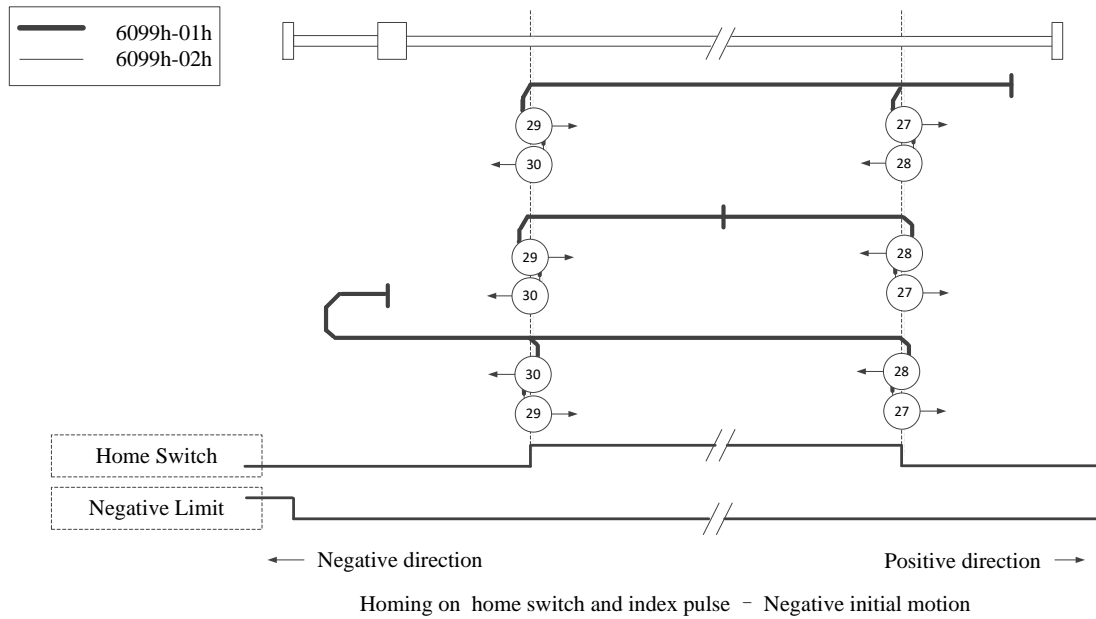 6099h-01h
6099h-02h
29
27
30
28
29
28
30
27
30
28
29
27
Home Switch
Negative Limit
Negative direction
Positive direction
Homing on home switch and index pulse - Negative initial motion